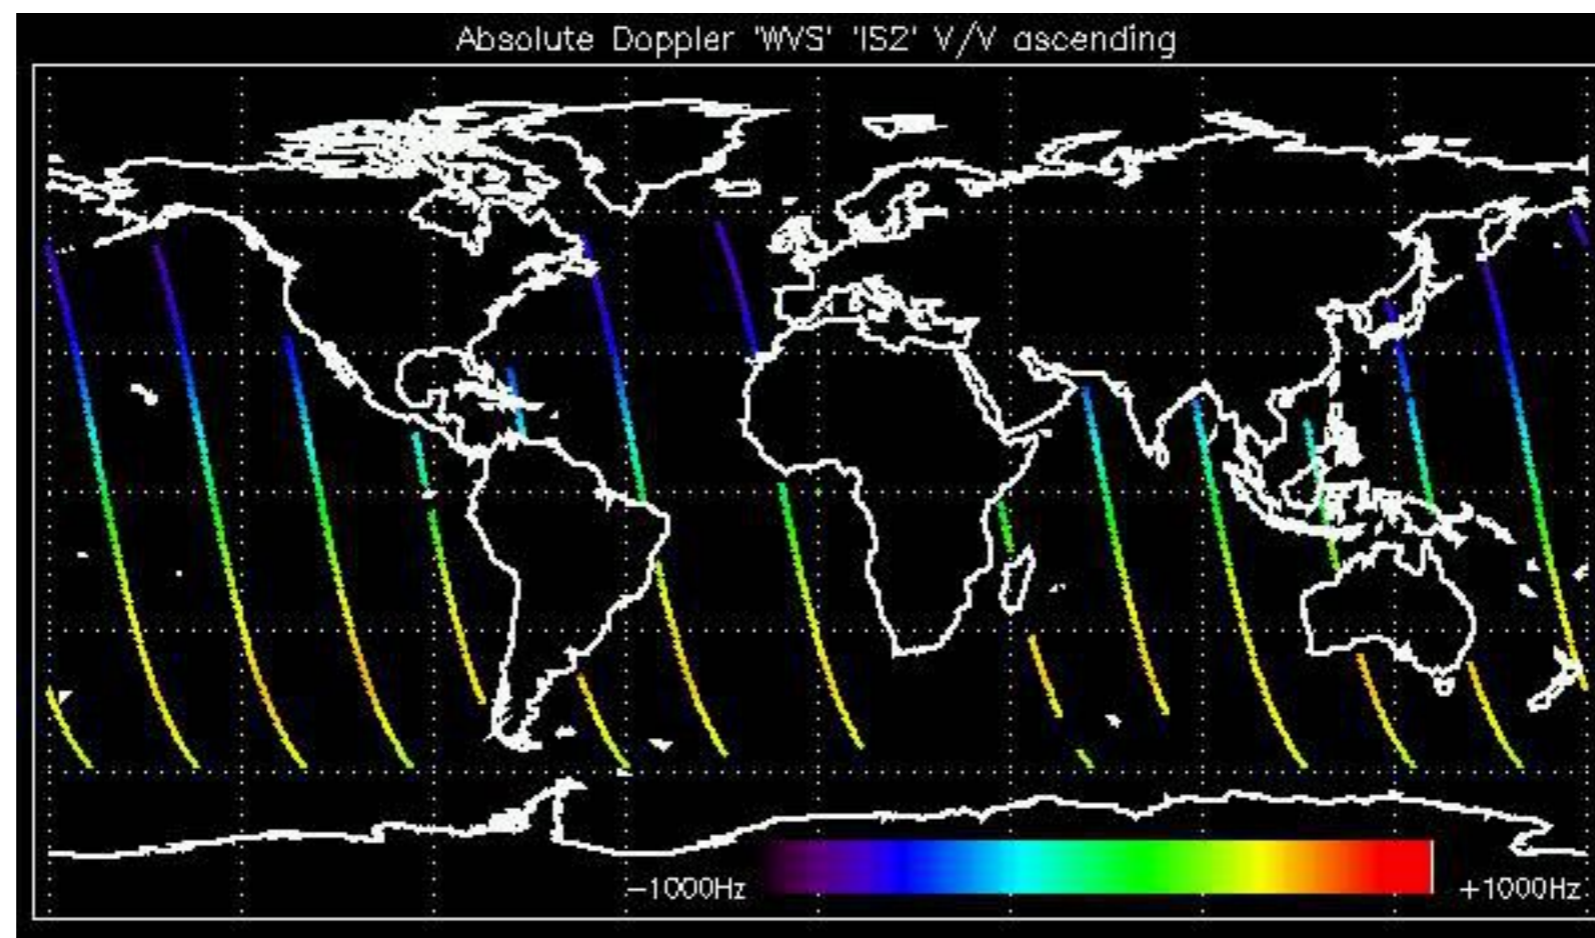 Absolute Doppler 'WVS' 'IS2' V/V ascending
−1000Hz +1000Hz